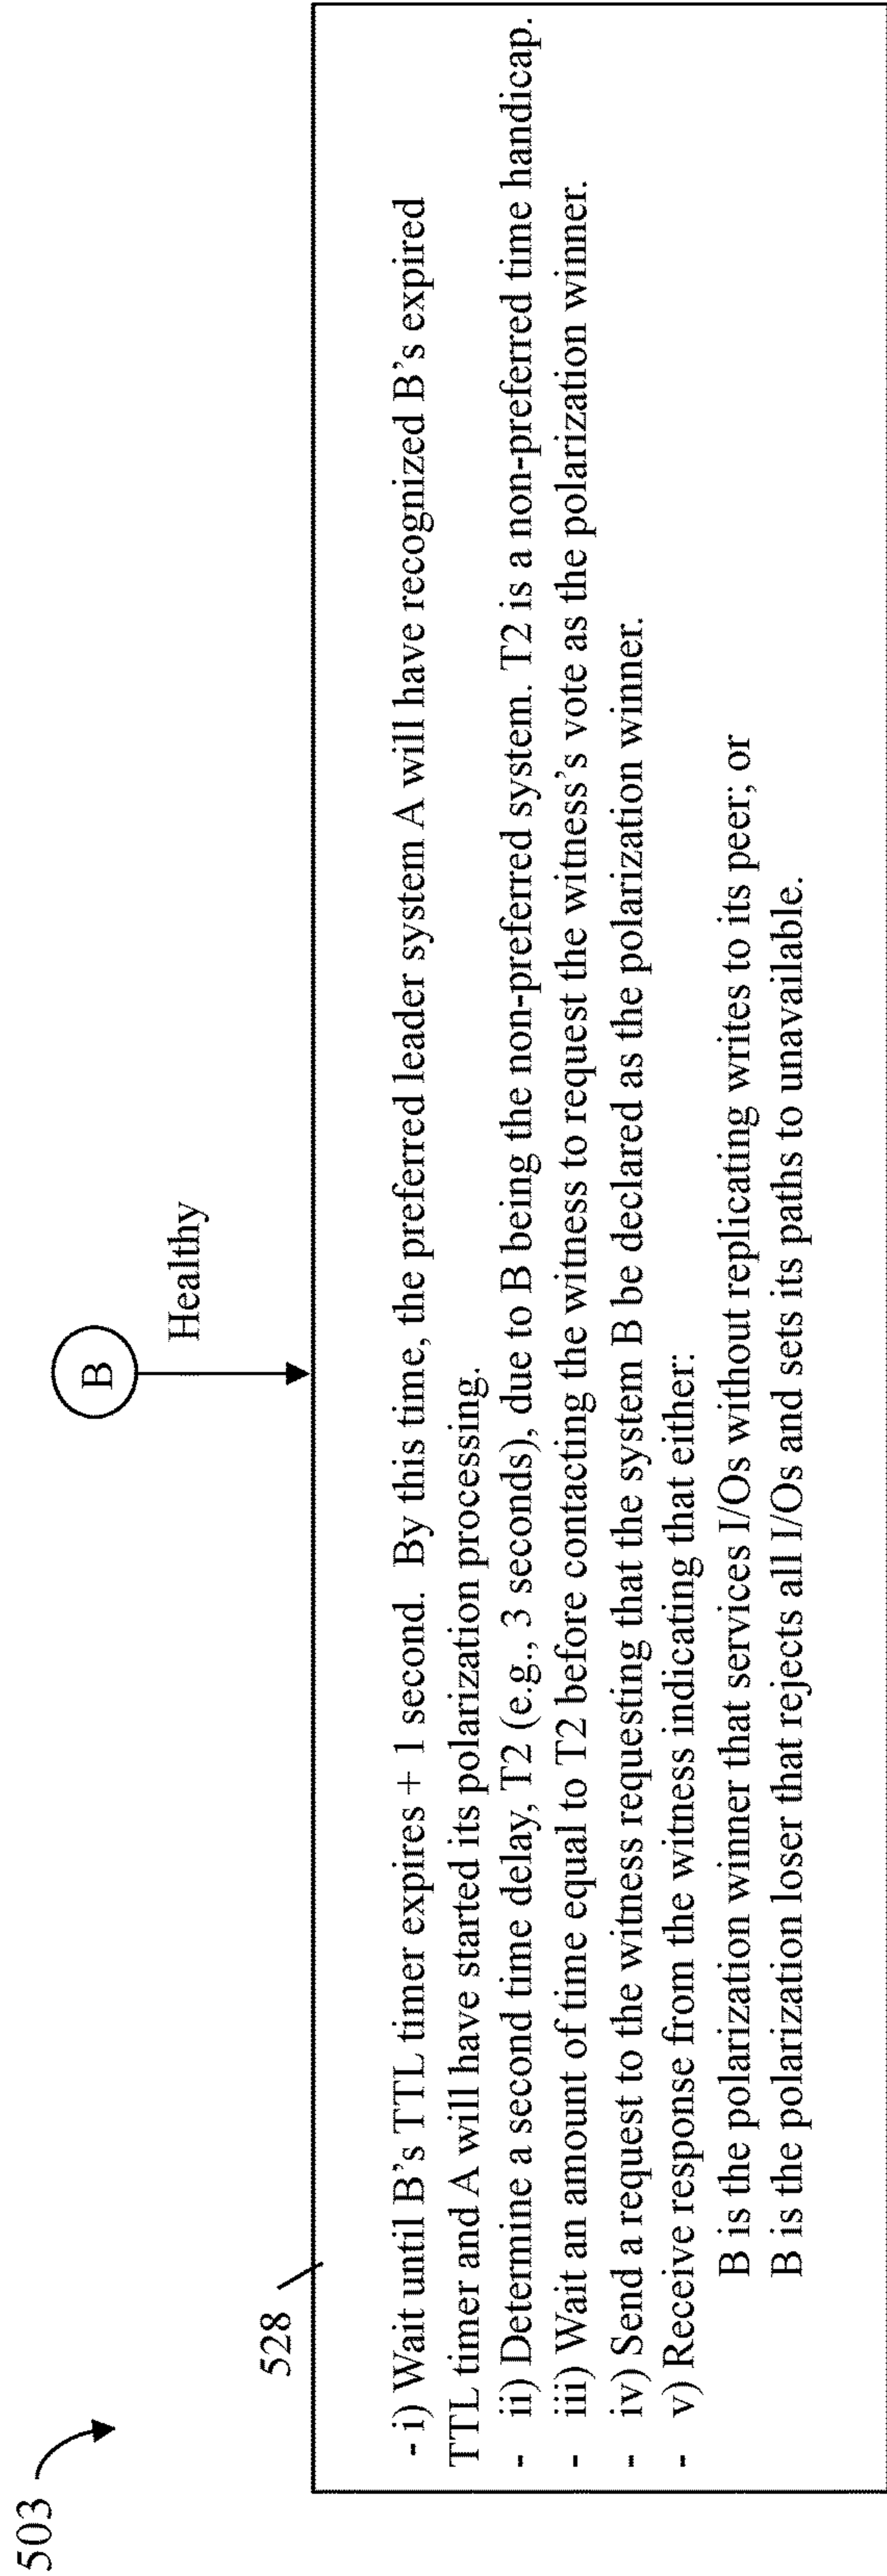 503
B
Healthy
528
- i) Wait until B's TTL timer expires + 1 second. By this time, the preferred leader system A will have recognized B's expired
TTL timer and A will have started its polarization processing.
- ii) Determine a second time delay, T2 (e.g., 3 seconds), due to B being the non-preferred system. T2 is a non-preferred time handicap.
- iii) Wait an amount of time equal to T2 before contacting the witness to request the witness's vote as the polarization winner.
- iv) Send a request to the witness requesting that the system B be declared as the polarization winner.
- v) Receive response from the witness indicating that either:
B is the polarization winner that services I/Os without replicating writes to its peer; or
B is the polarization loser that rejects all I/Os and sets its paths to unavailable.